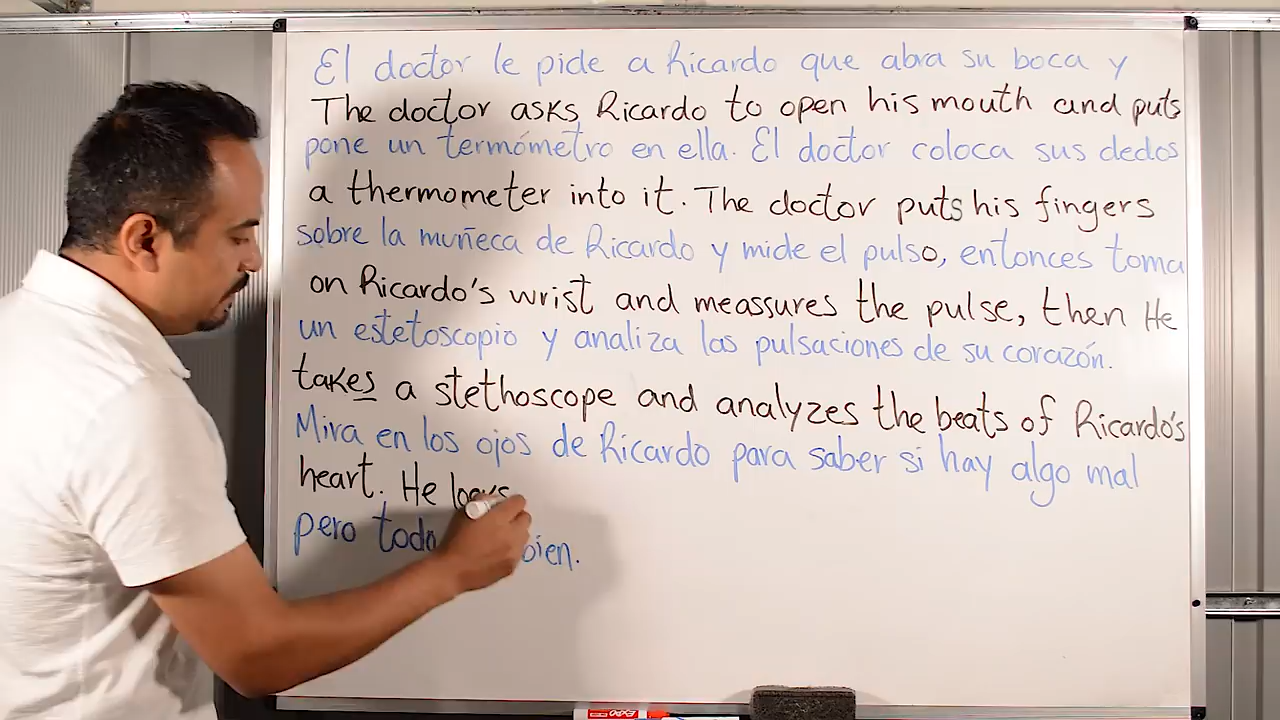 El doctor le pide a Ricardo que abra su boca y
The doctor asks Ricardo to open his mouth and puts
pone un termómetro en ella. El doctor coloca sus dedos
a thermometer into it. The doctor puts his fingers
sobre la muñeca de Ricardo y mide el pulso, entonces toma
on Ricardo's wrist and meassures the pulse, then He
un estetoscopio y analiza las pulsaciones de su corazón.
takes a stethoscope and analyzes the beats of Ricardo's
Mira en los ojos de Ricardo para saber si hay algo mal
heart. He looks
pero todo bien.
EXPO